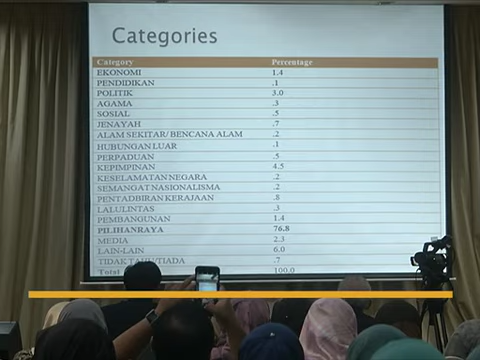 Categories
Category Percentage
EKONOMI 1.4
PENDIDIKAN .1
POLITIK 3.0
AGAMA .3
SOSIAL .5
JENAYAH .7
ALAM SEKITAR/ BENCANA ALAM .2
HUBUNGAN LUAR .1
PERPADUAN .5
KEPIMPINAN 4.5
KESELAMATAN NEGARA .2
SEMANGAT NASIONALISMA .2
PENTADBIRAN KERAJAAN .8
LALULINTAS .3
PEMBANGUNAN 1.4
PILIHANRAYA 76.8
MEDIA 2.3
LAIN-LAIN 6.0
TIDAK TAHU/TIADA .7
Total 100.0